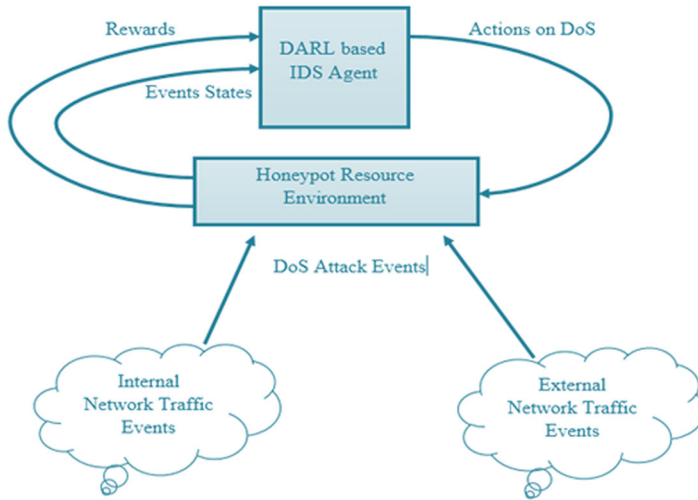 Rewards
DARL based
IDS Agent
Actions on DoS
Events States
Honeypot Resource
Environment
DoS Attack Events
Internal
Network Traffic
Events
External
Network Traffic
Events